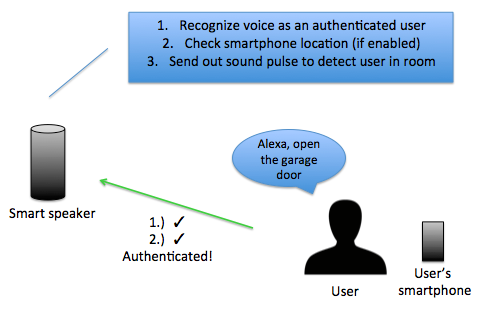 1. Recognize voice as an authenticated user
2. Check smartphone location (if enabled)
3. Send out sound pulse to detect user in room
Alexa, open
the garage
door
Smart speaker
1.) ✓
2.) ✓
Authenticated!
User
User's
smartphone